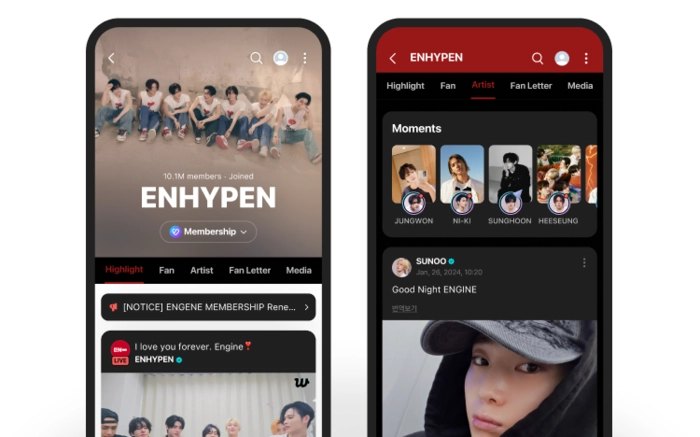 10.1M members · Joined
ENHYPEN
Membership
Highlight Fan Artist Fan Letter Media
[NOTICE] ENGENE MEMBERSHIP Rene...
I love you forever. Engine❣
ENHYPEN
LIVE
w
ENHYPEN
Highlight Fan Artist Fan Letter Media
Moments
JUNGWON NI-KI SUNGHOON HEESEUNG
SUNOO
Jan, 26, 2024, 10:20
Good Night ENGINE
번역보기